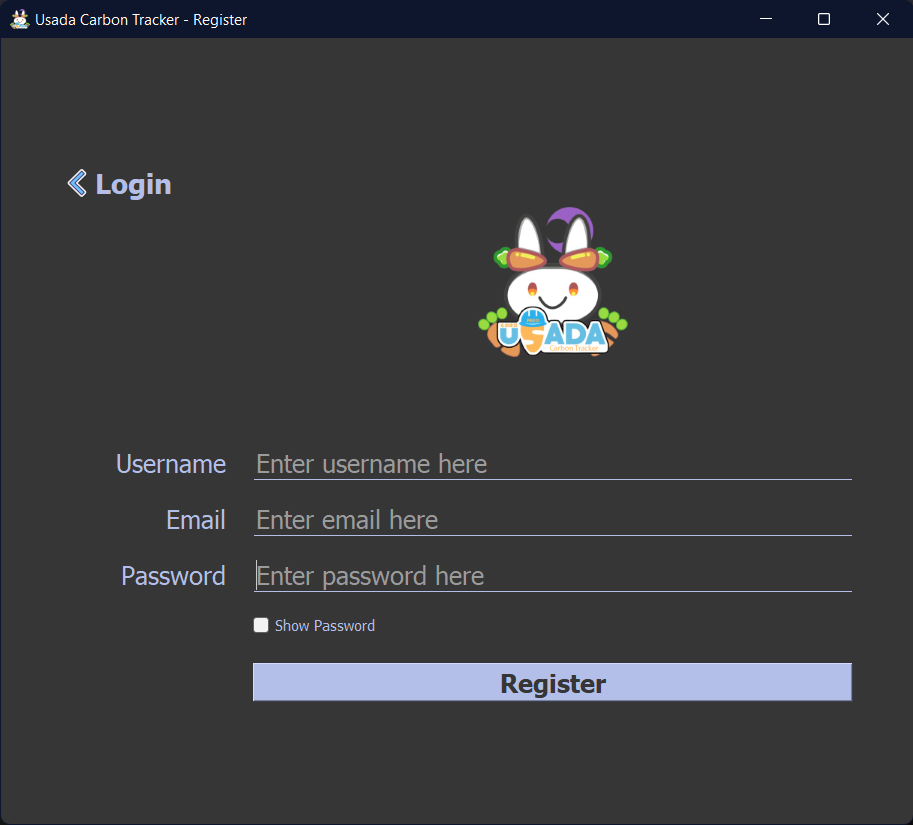 Usada Carbon Tracker - Register
Login
USADA
Carbon Tracker
Username
Enter username here
Email
Enter email here
Password
Enter password here
Show Password
Register